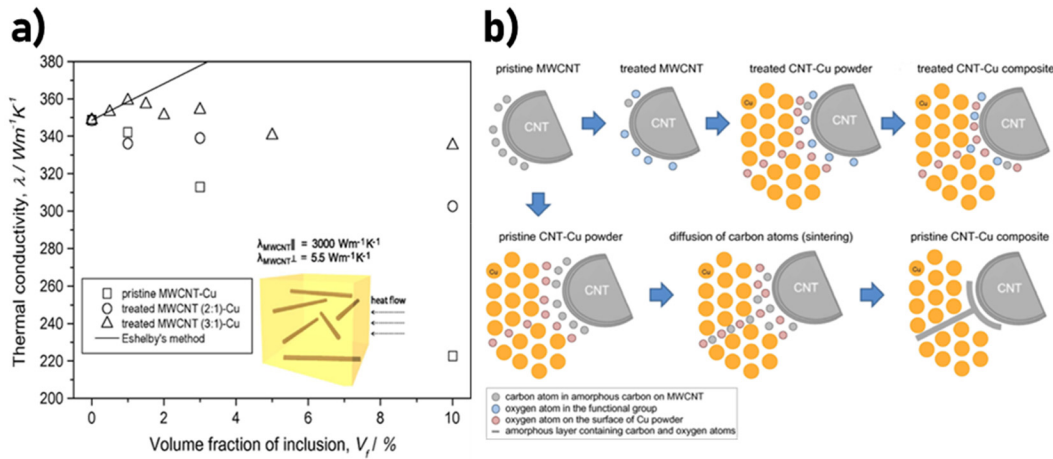 a)
380
360
340
320
300
280
260
240
220
200
Thermal conductivity, λ / Wm⁻¹K⁻¹
λMWCNT∥ = 3000 Wm⁻¹K⁻¹
λMWCNT⊥ = 5.5 Wm⁻¹K⁻¹
heat flow
pristine MWCNT-Cu
treated MWCNT (2:1)-Cu
treated MWCNT (3:1)-Cu
Eshelby's method
0 2 4 6 8 10
Volume fraction of inclusion, Vf / %
b)
pristine MWCNT
treated MWCNT
treated CNT-Cu powder
treated CNT-Cu composite
CNT
CNT
Cu
CNT
Cu
CNT
pristine CNT-Cu powder
diffusion of carbon atoms (sintering)
pristine CNT-Cu composite
Cu
CNT
Cu
CNT
Cu
CNT
carbon atom in amorphous carbon on MWCNT
oxygen atom in the functional group
oxygen atom on the surface of Cu powder
amorphous layer containing carbon and oxygen atoms